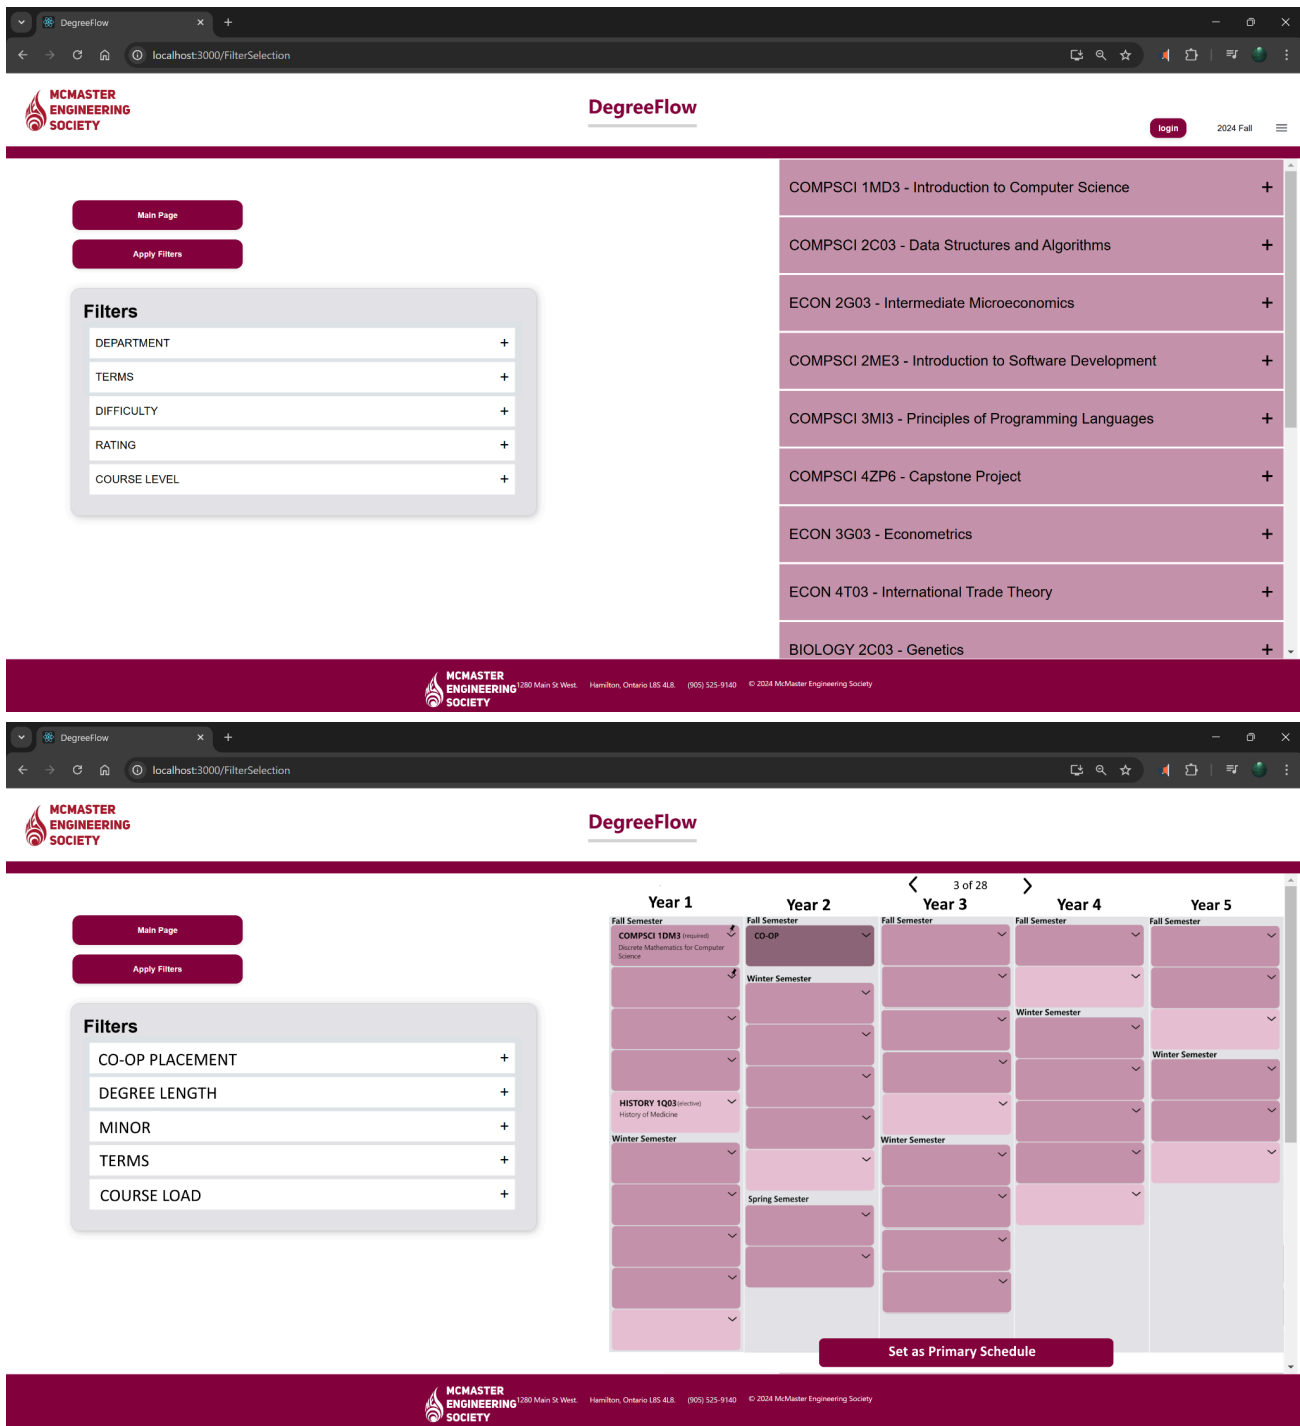 DegreeFlow
localhost:3000/FilterSelection
MCMASTER
ENGINEERING
SOCIETY
DegreeFlow
login
2024 Fall
Main Page
Apply Filters
Filters
DEPARTMENT
TERMS
DIFFICULTY
RATING
COURSE LEVEL
COMPSCI 1MD3 - Introduction to Computer Science
COMPSCI 2C03 - Data Structures and Algorithms
ECON 2G03 - Intermediate Microeconomics
COMPSCI 2ME3 - Introduction to Software Development
COMPSCI 3MI3 - Principles of Programming Languages
COMPSCI 4ZP6 - Capstone Project
ECON 3G03 - Econometrics
ECON 4T03 - International Trade Theory
BIOLOGY 2C03 - Genetics
MCMASTER
ENGINEERING
SOCIETY
1280 Main St West. Hamilton, Ontario L8S 4L8. (905) 525-9140 © 2024 McMaster Engineering Society
DegreeFlow
localhost:3000/FilterSelection
MCMASTER
ENGINEERING
SOCIETY
DegreeFlow
Main Page
Apply Filters
Filters
CO-OP PLACEMENT
DEGREE LENGTH
MINOR
TERMS
COURSE LOAD
3 of 28
Year 1
Fall Semester
COMPSCI 1DM3 (required)
Discrete Mathematics for Computer
Science
HISTORY 1Q03 (elective)
History of Medicine
Winter Semester
Year 2
Fall Semester
CO-OP
Winter Semester
Spring Semester
Year 3
Fall Semester
Winter Semester
Year 4
Fall Semester
Winter Semester
Year 5
Fall Semester
Winter Semester
Set as Primary Schedule
MCMASTER
ENGINEERING
SOCIETY
1280 Main St West. Hamilton, Ontario L8S 4L8. (905) 525-9140 © 2024 McMaster Engineering Society